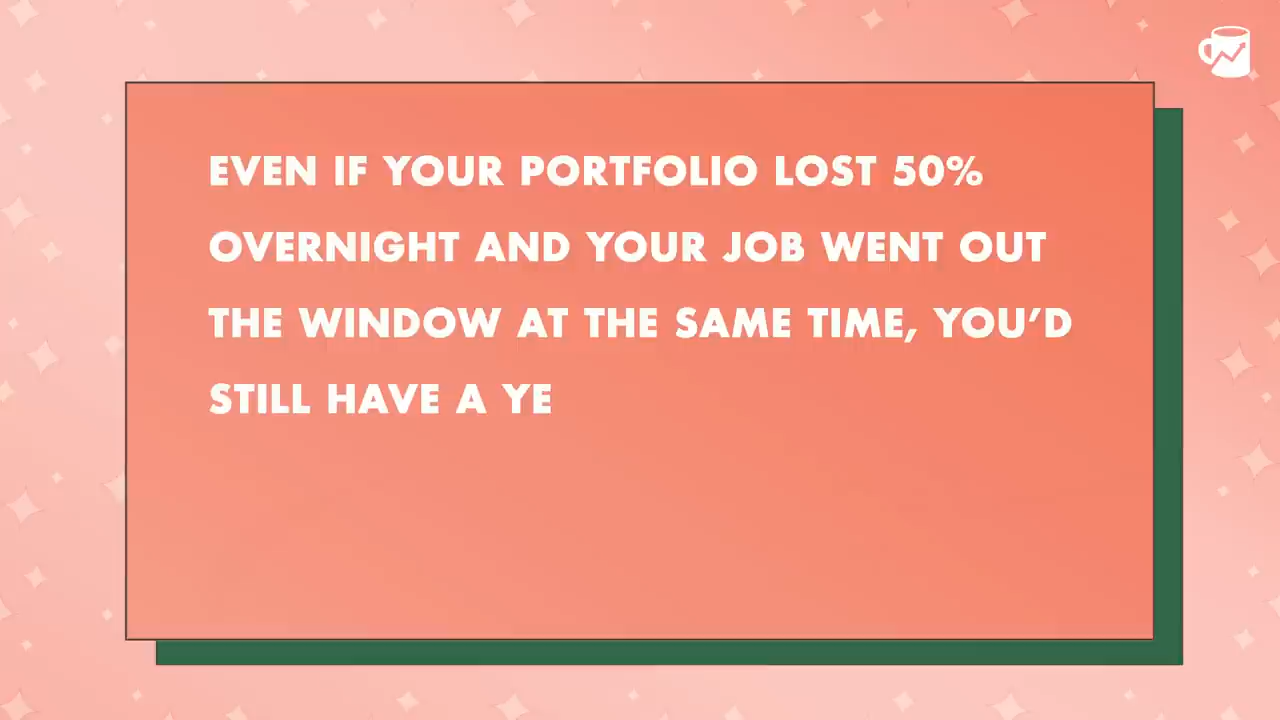 EVEN IF YOUR PORTFOLIO LOST 50%
OVERNIGHT AND YOUR JOB WENT OUT
THE WINDOW AT THE SAME TIME, YOU’D
STILL HAVE A YE